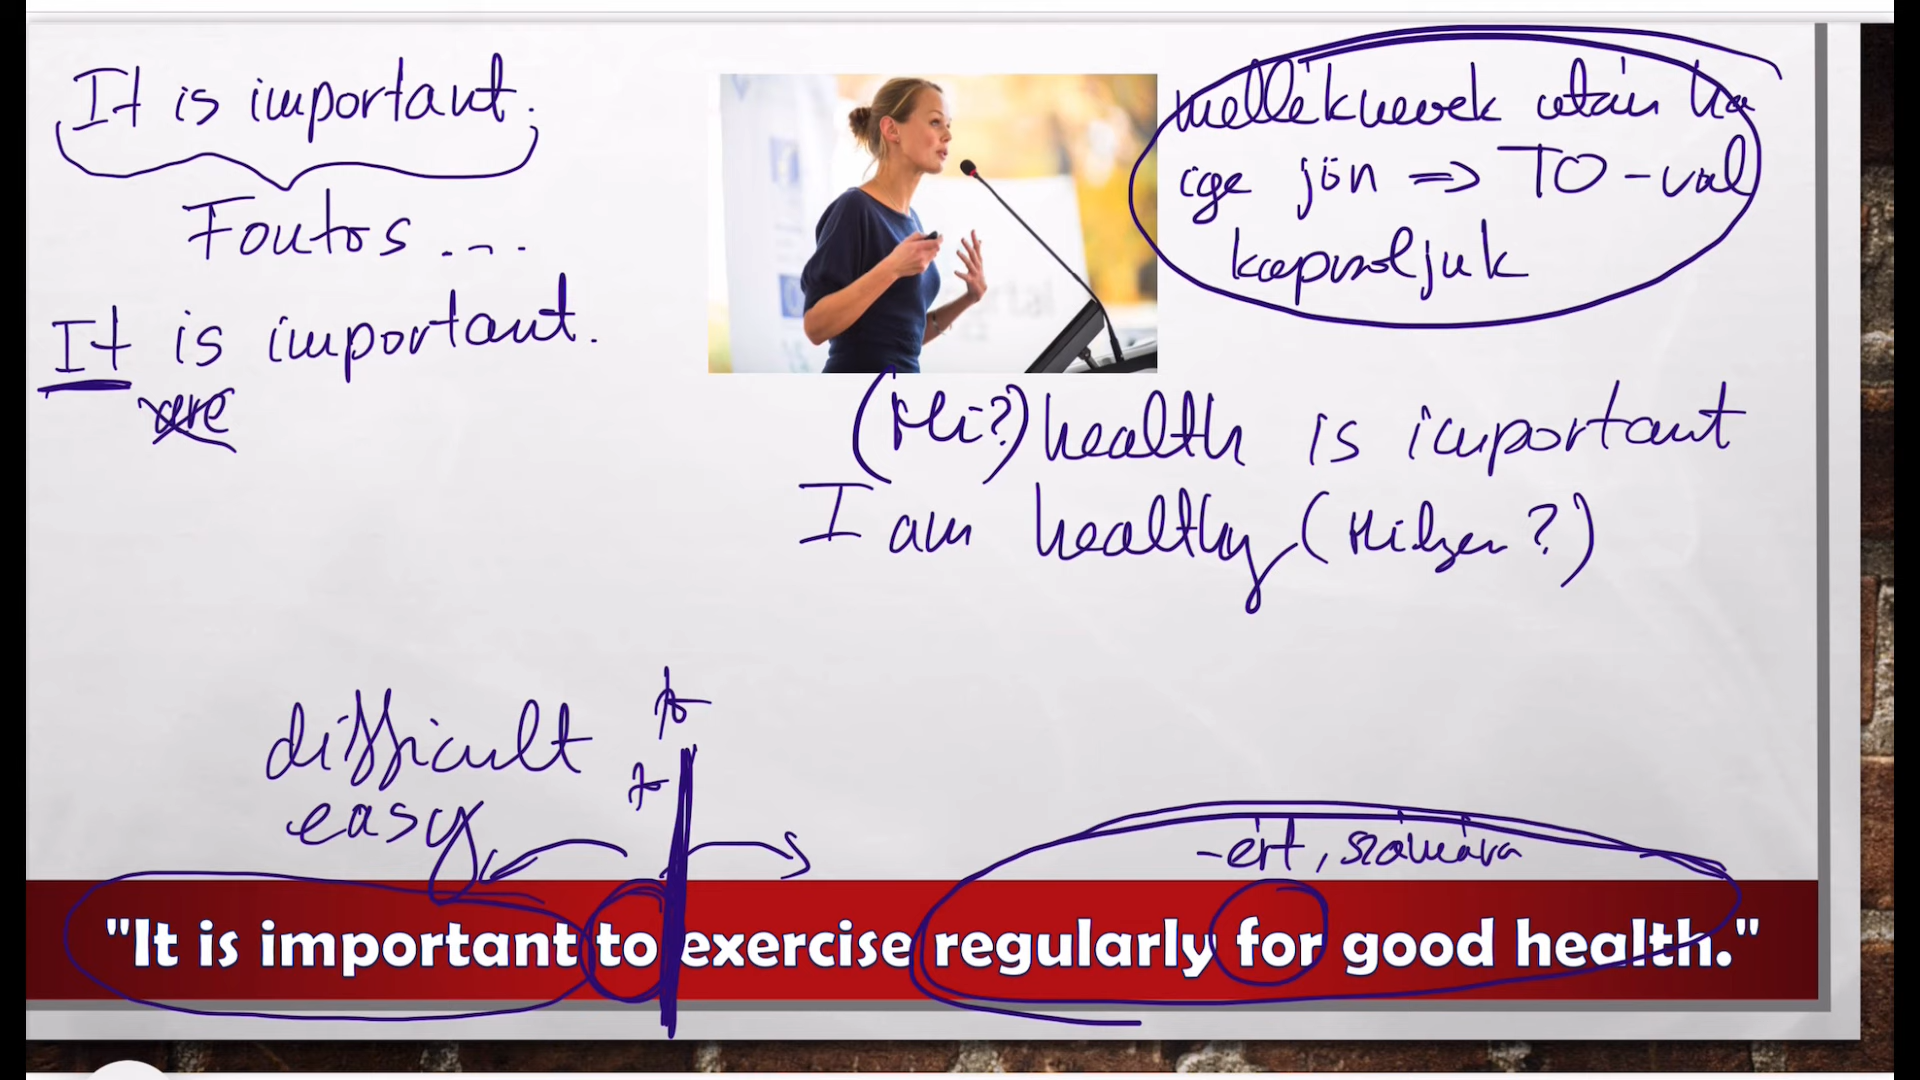 It is important.
Fontos ...
It is important.
are
melléknevek után ha
ige jön => TO-val
kapcsoljuk
(Mi?) health is important
I am healthy (Milyen?)
difficult
easy
to
to
-ért, számára
"It is important to exercise regularly for good health."